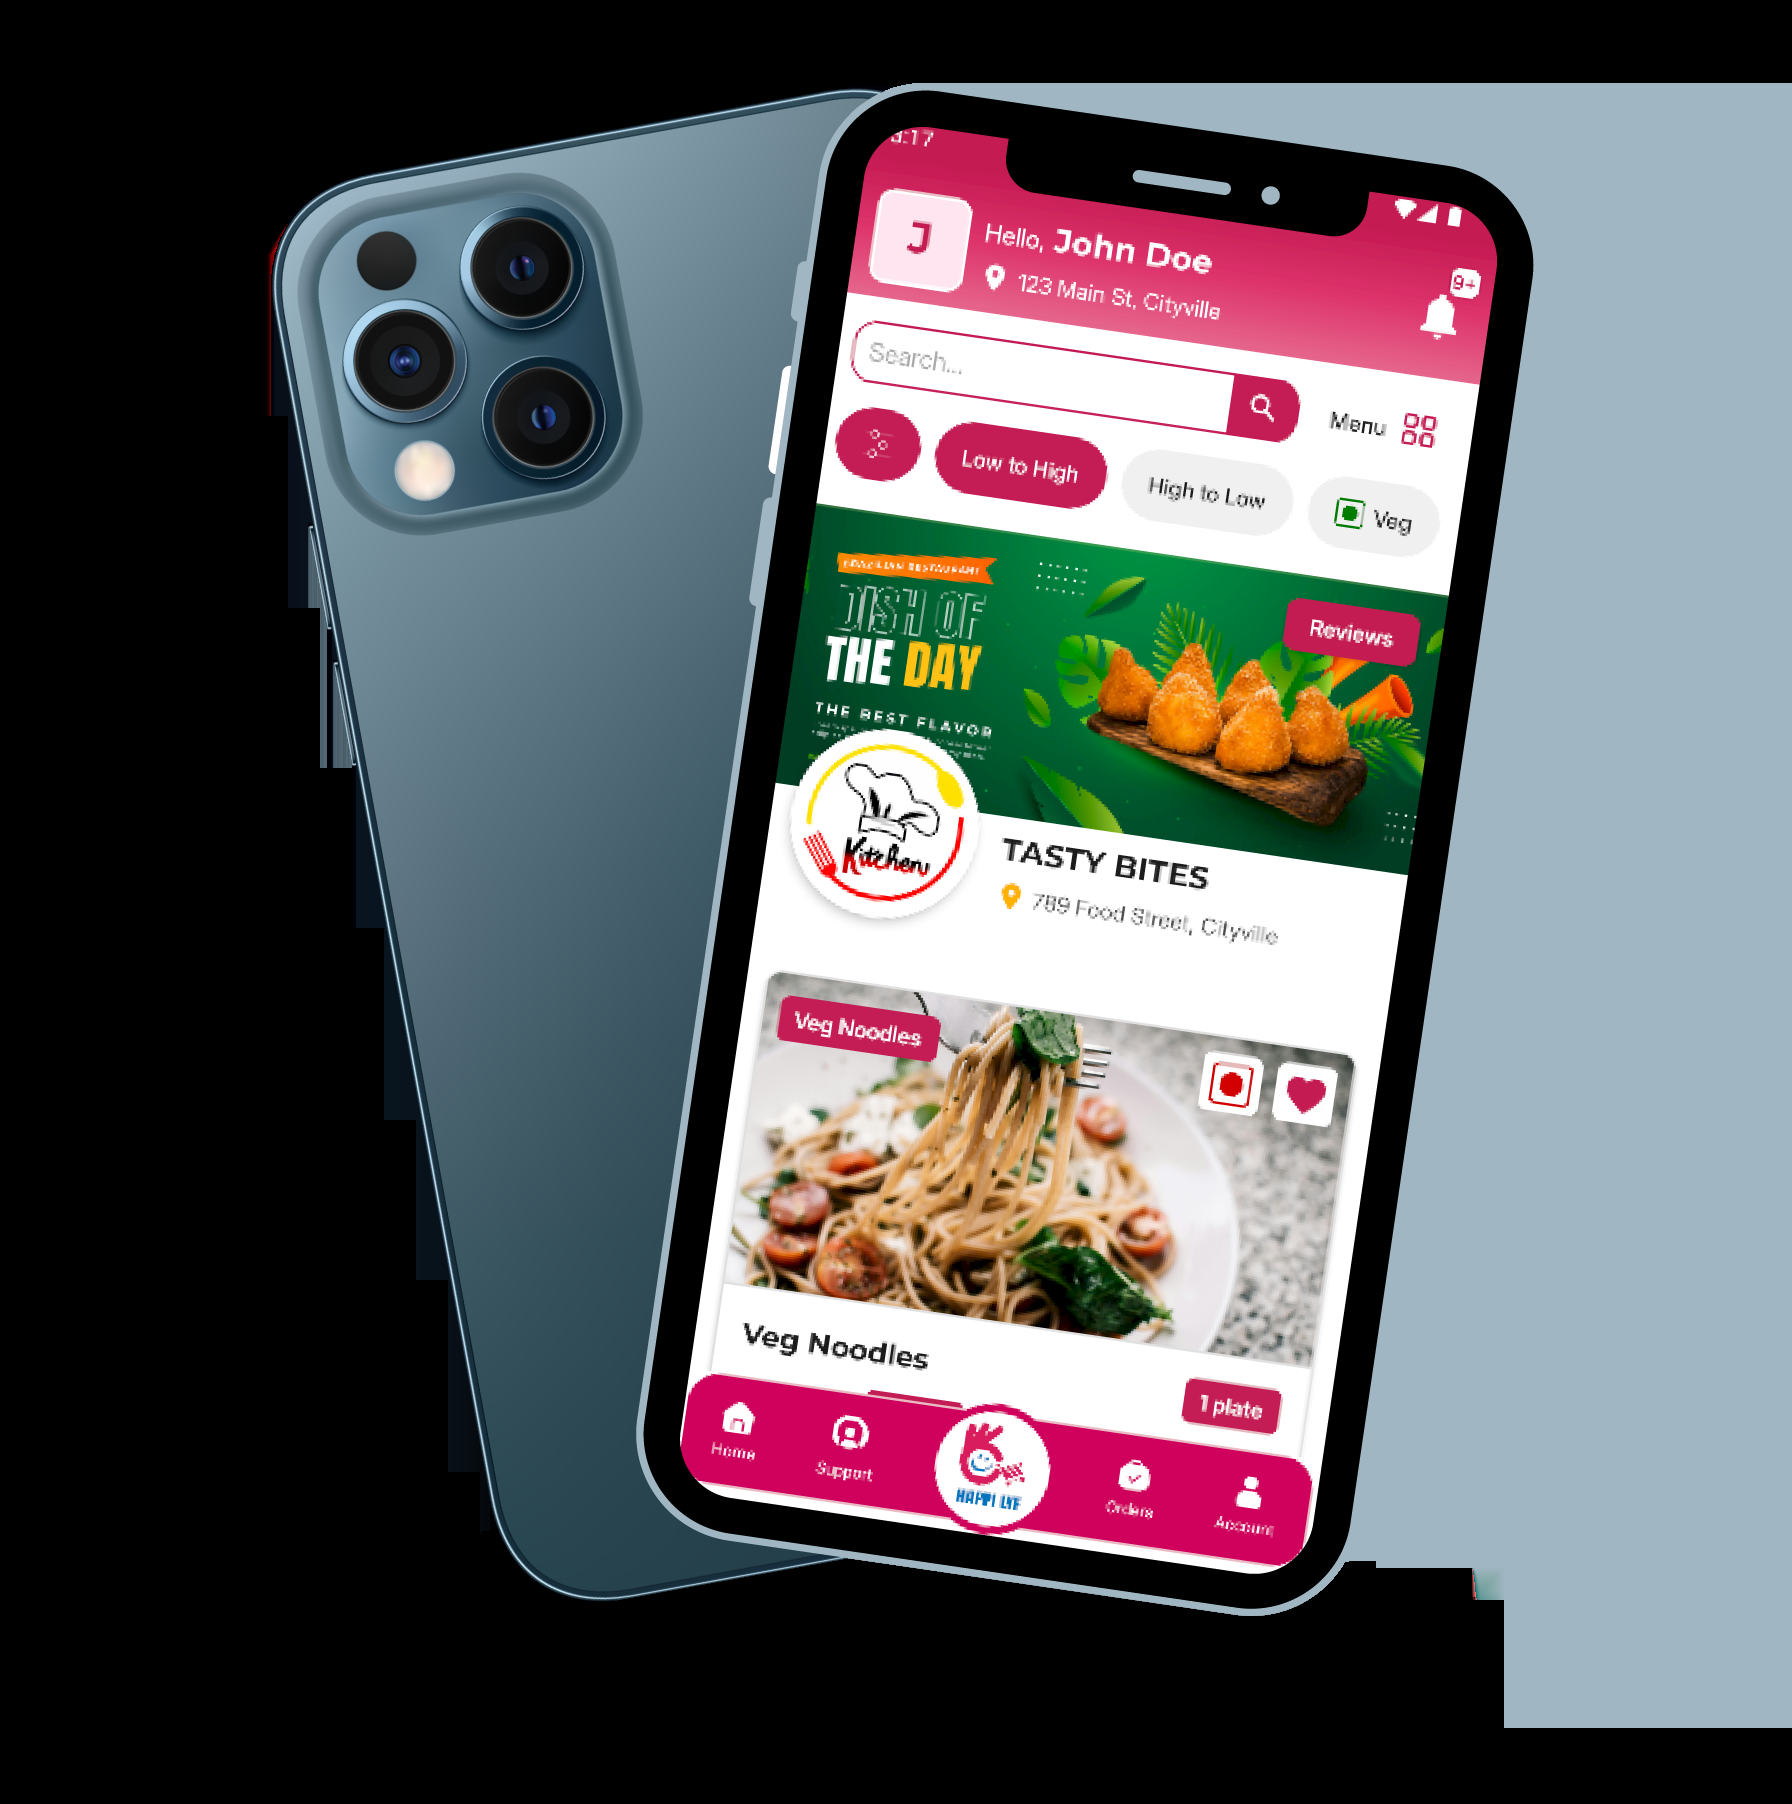 :17
J
Hello, John Doe
123 Main St, Cityville
9+
Search...
Menu
Low to High
High to Low
Veg
BRAZILIAN RESTAURANT
DISH OF
THE DAY
THE BEST FLAVOR
Reviews
Kitchen
TASTY BITES
789 Food Street, Cityville
Veg Noodles
Veg Noodles
1 plate
Home
Support
HAPPI LYF
Orders
Account